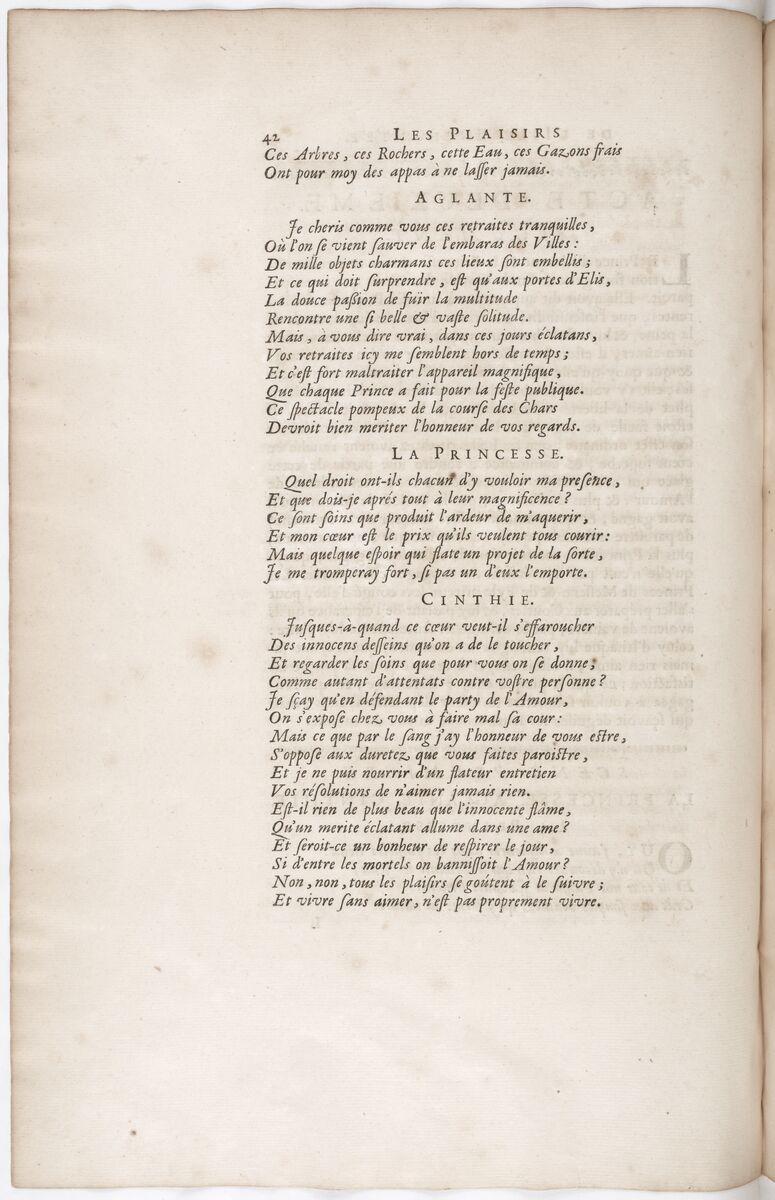 42 LES PLAISIRS
Ces Arbres, ces Rochers, cette Eau, ces Gazons frais
Ont pour moy des appas à ne lasser jamais.
AGLANTE.
Je cheris comme vous ces retraites tranquilles,
Où l'on se vient sauver de l'embaras des Villes :
De mille objets charmans ces lieux sont embellis ;
Et ce qui doit surprendre, est qu'aux portes d'Elis,
La douce passion de fuïr la multitude
Rencontre une si belle & vaste solitude.
Mais, à vous dire vrai, dans ces jours éclatans,
Vos retraites icy me semblent hors de temps ;
Et c'est fort maltraiter l'appareil magnifique,
Que chaque Prince a fait pour la feste publique.
Ce spectacle pompeux de la course des Chars
Devroit bien meriter l'honneur de vos regards.
LA PRINCESSE.
Quel droit ont-ils chacun d'y vouloir ma presence,
Et que dois-je aprés tout à leur magnificence ?
Ce sont soins que produit l'ardeur de m'aquerir,
Et mon cœur est le prix qu'ils veulent tous courir :
Mais quelque espoir qui flate un projet de la sorte,
Je me tromperay fort, si pas un d'eux l'emporte.
CINTHIE.
Jusques-à-quand ce cœur veut-il s'effaroucher
Des innocens desseins qu'on a de le toucher,
Et regarder les soins que pour vous on se donne,
Comme autant d'attentats contre vostre personne ?
Je sçay qu'en défendant le party de l'Amour,
On s'expose chez vous à faire mal sa cour :
Mais ce que par le sang j'ay l'honneur de vous estre,
S'oppose aux duretez que vous faites paroistre,
Et je ne puis nourrir d'un flateur entretien
Vos résolutions de n'aimer jamais rien.
Est-il rien de plus beau que l'innocente flâme,
Qu'un merite éclatant allume dans une ame ?
Et seroit-ce un bonheur de respirer le jour,
Si d'entre les mortels on bannissoit l'Amour ?
Non, non, tous les plaisirs se goûtent à le suivre ;
Et vivre sans aimer, n'est pas proprement vivre.